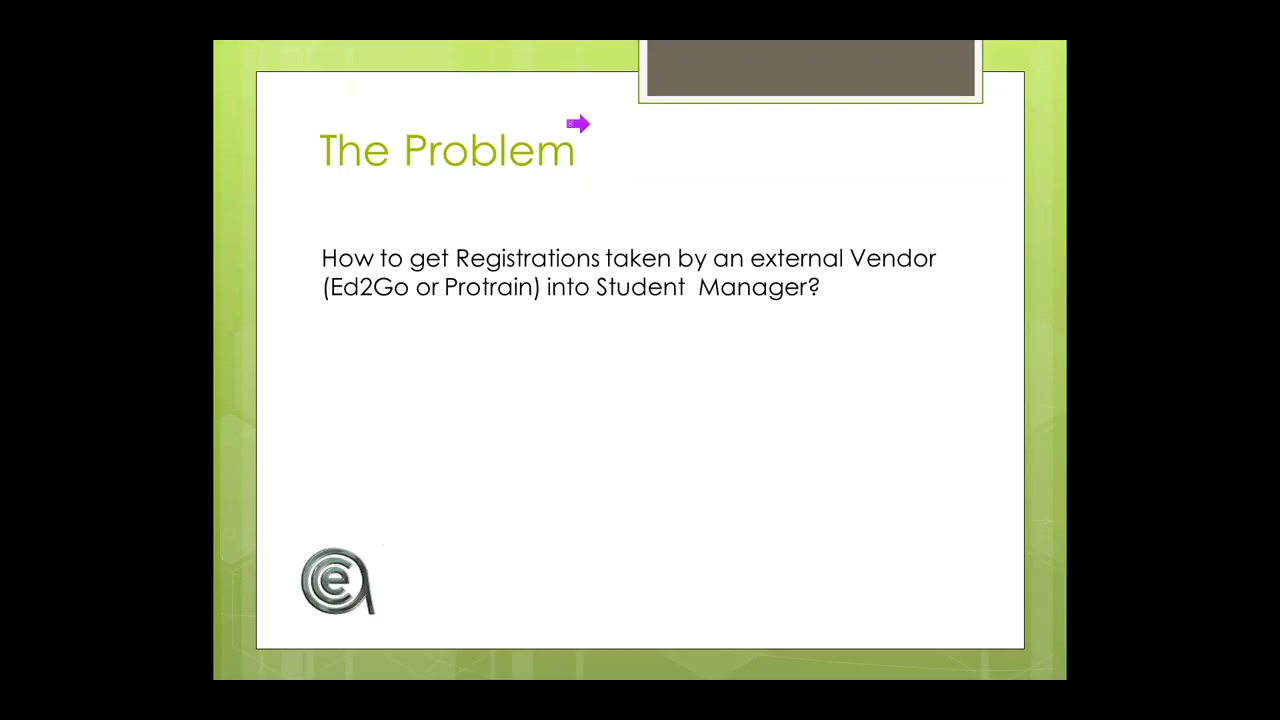 The Problem
How to get Registrations taken by an external Vendor
(Ed2Go or Protrain) into Student  Manager?